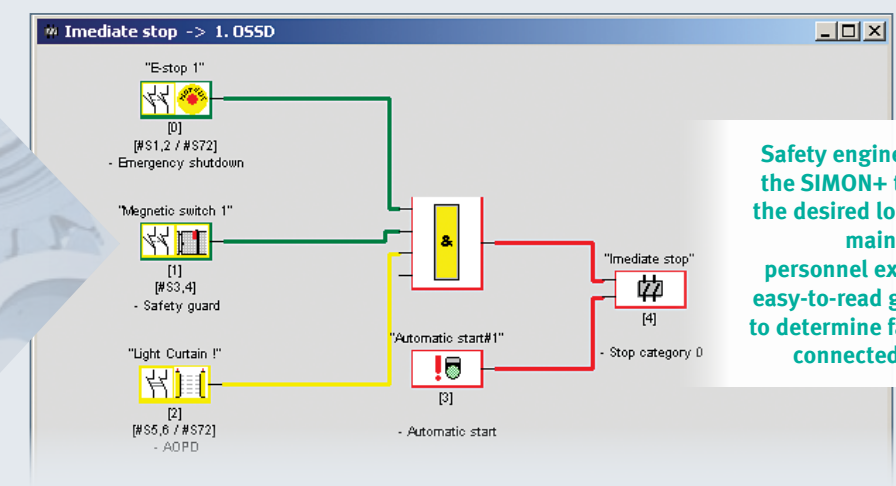 Imediate stop -> 1. OSSD
"E-stop 1"
[0]
[#S1,2 / #S72]
- Emergency shutdown
"Megnetic switch 1"
[1]
[#S3,4]
- Safety guard
"Light Curtain !"
[2]
[#S5,6 / #S72]
- AOPD
&
"Automatic start#1"
[3]
- Automatic start
"Imediate stop"
[4]
- Stop category 0
Safety engine
the SIMON+
the desired lo
main
personnel ex
easy-to-read
to determine
connected